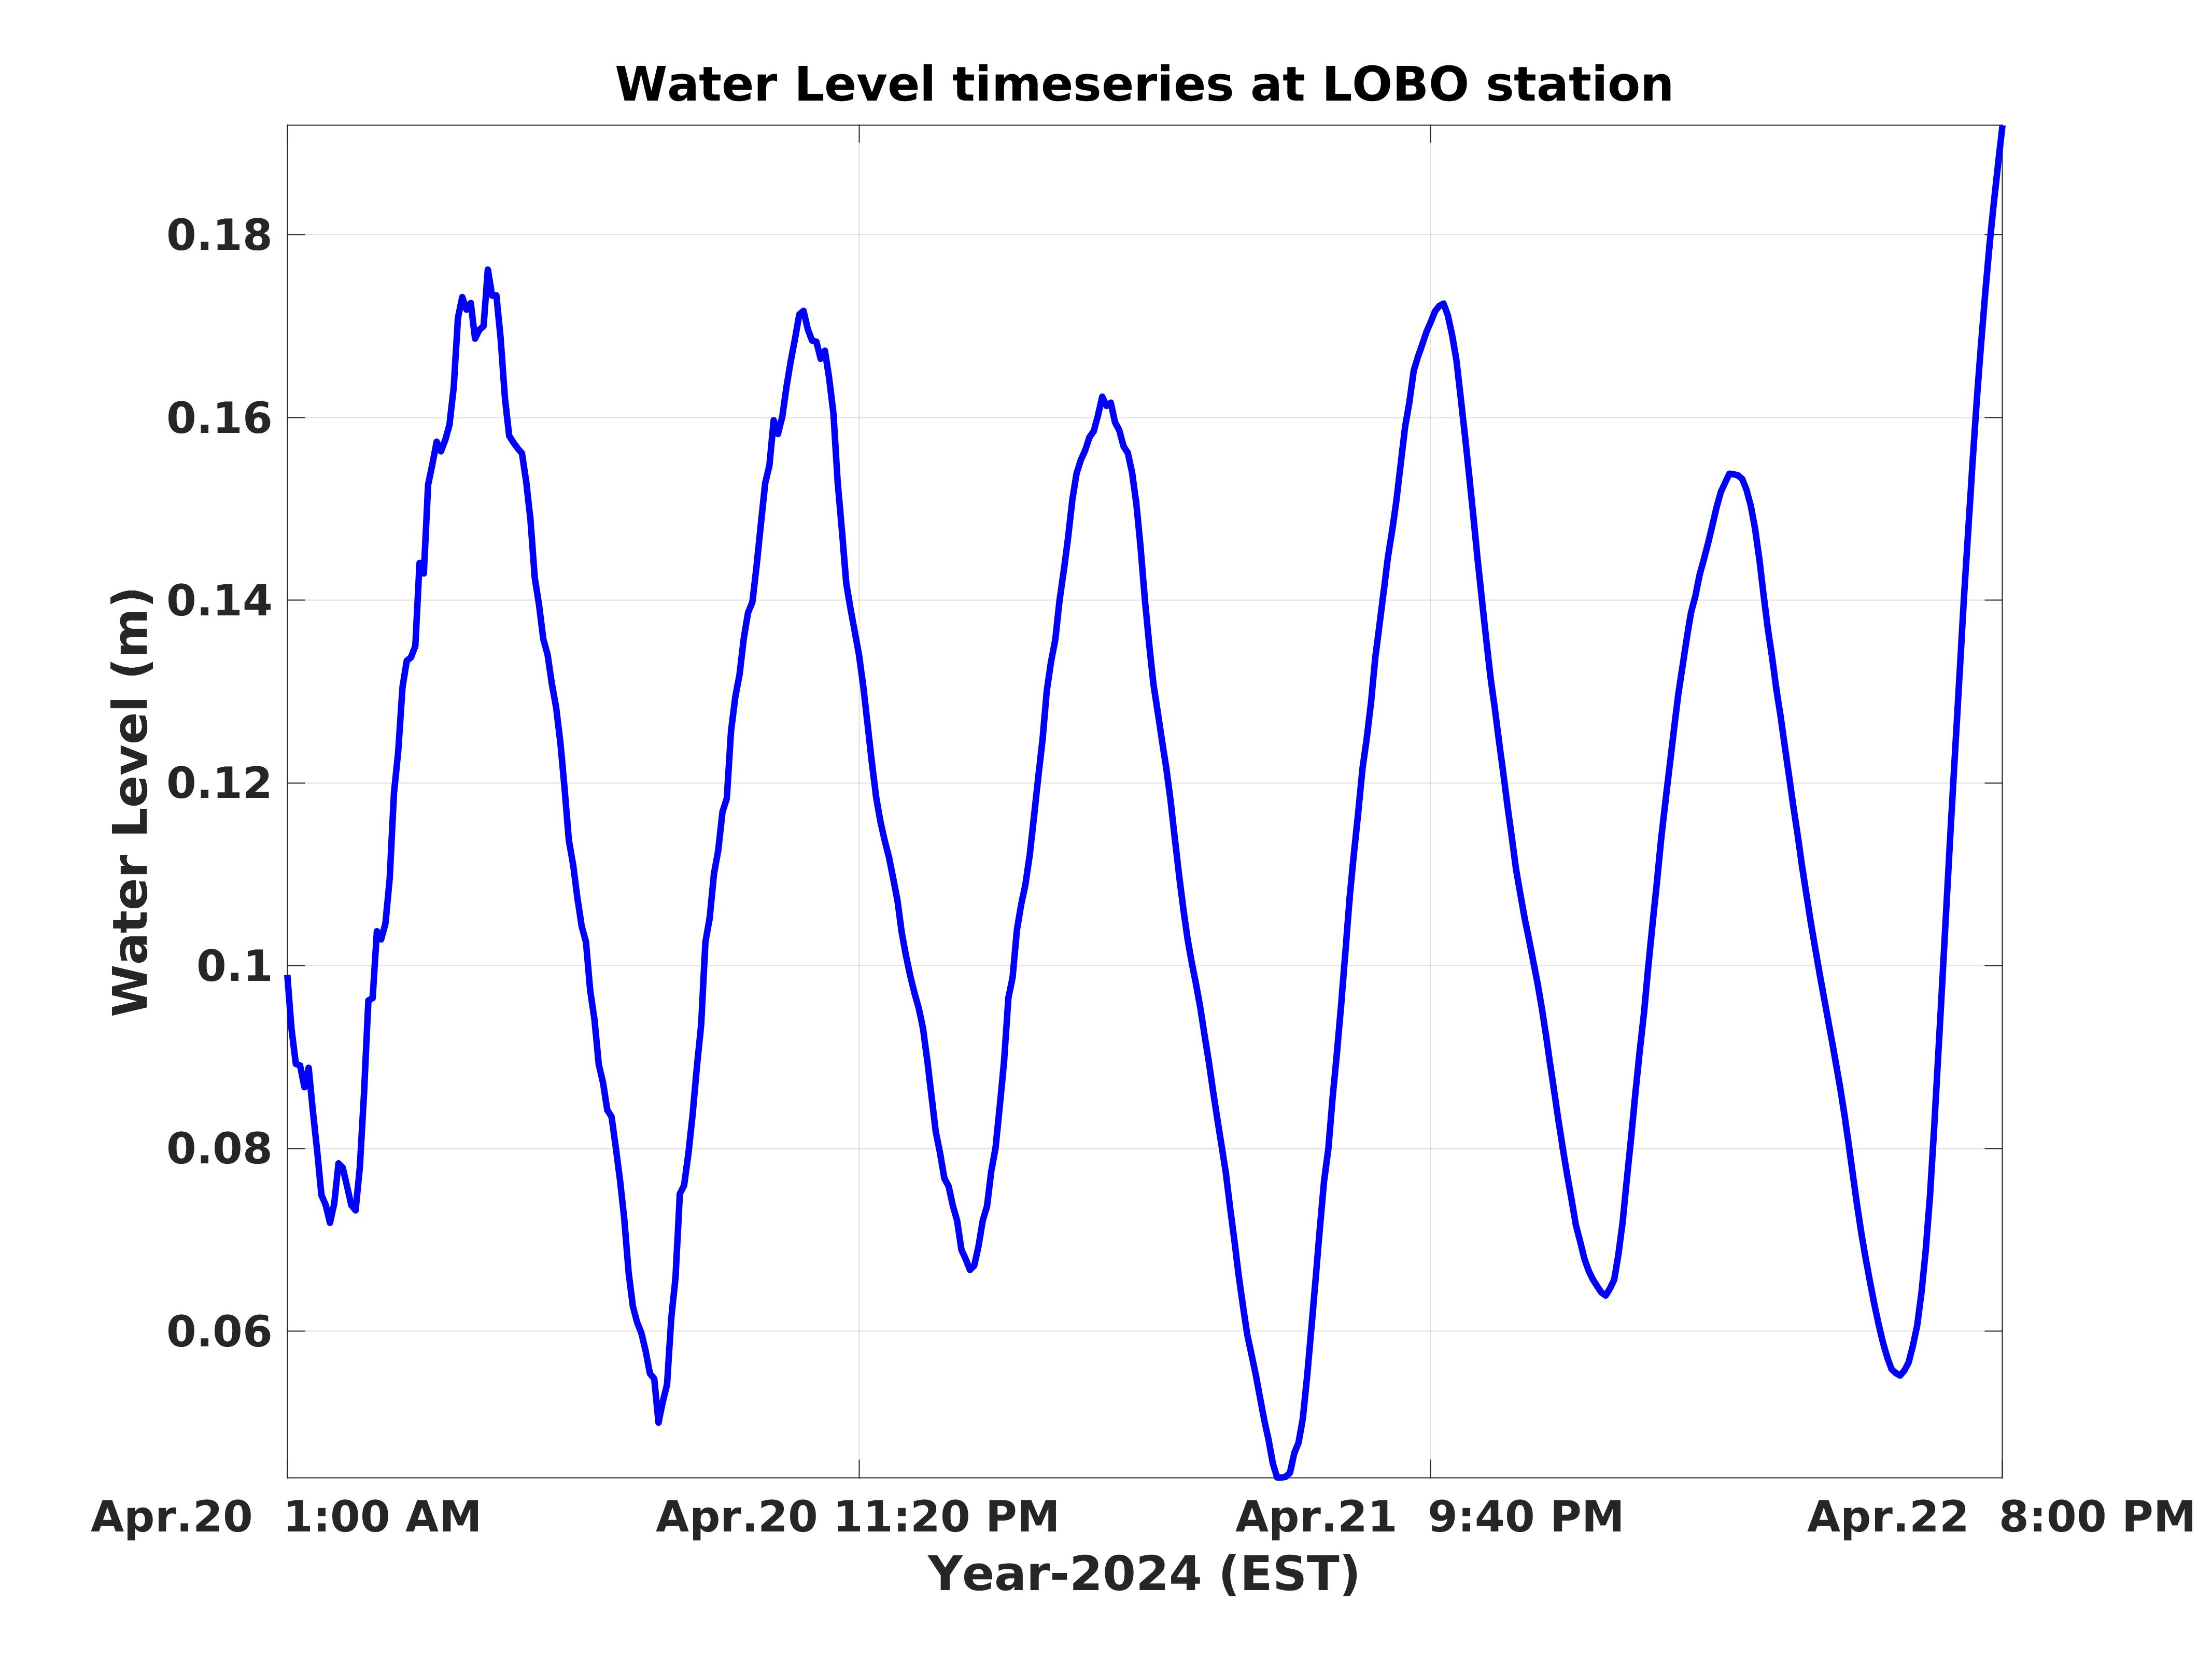 Water Level timeseries at LOBO station
Water Level (m)
0.18
0.16
0.14
0.12
0.1
0.08
0.06
Apr.20 1:00 AM
Apr.20 11:20 PM
Apr.21 9:40 PM
Apr.22 8:00 PM
Year-2024 (EST)